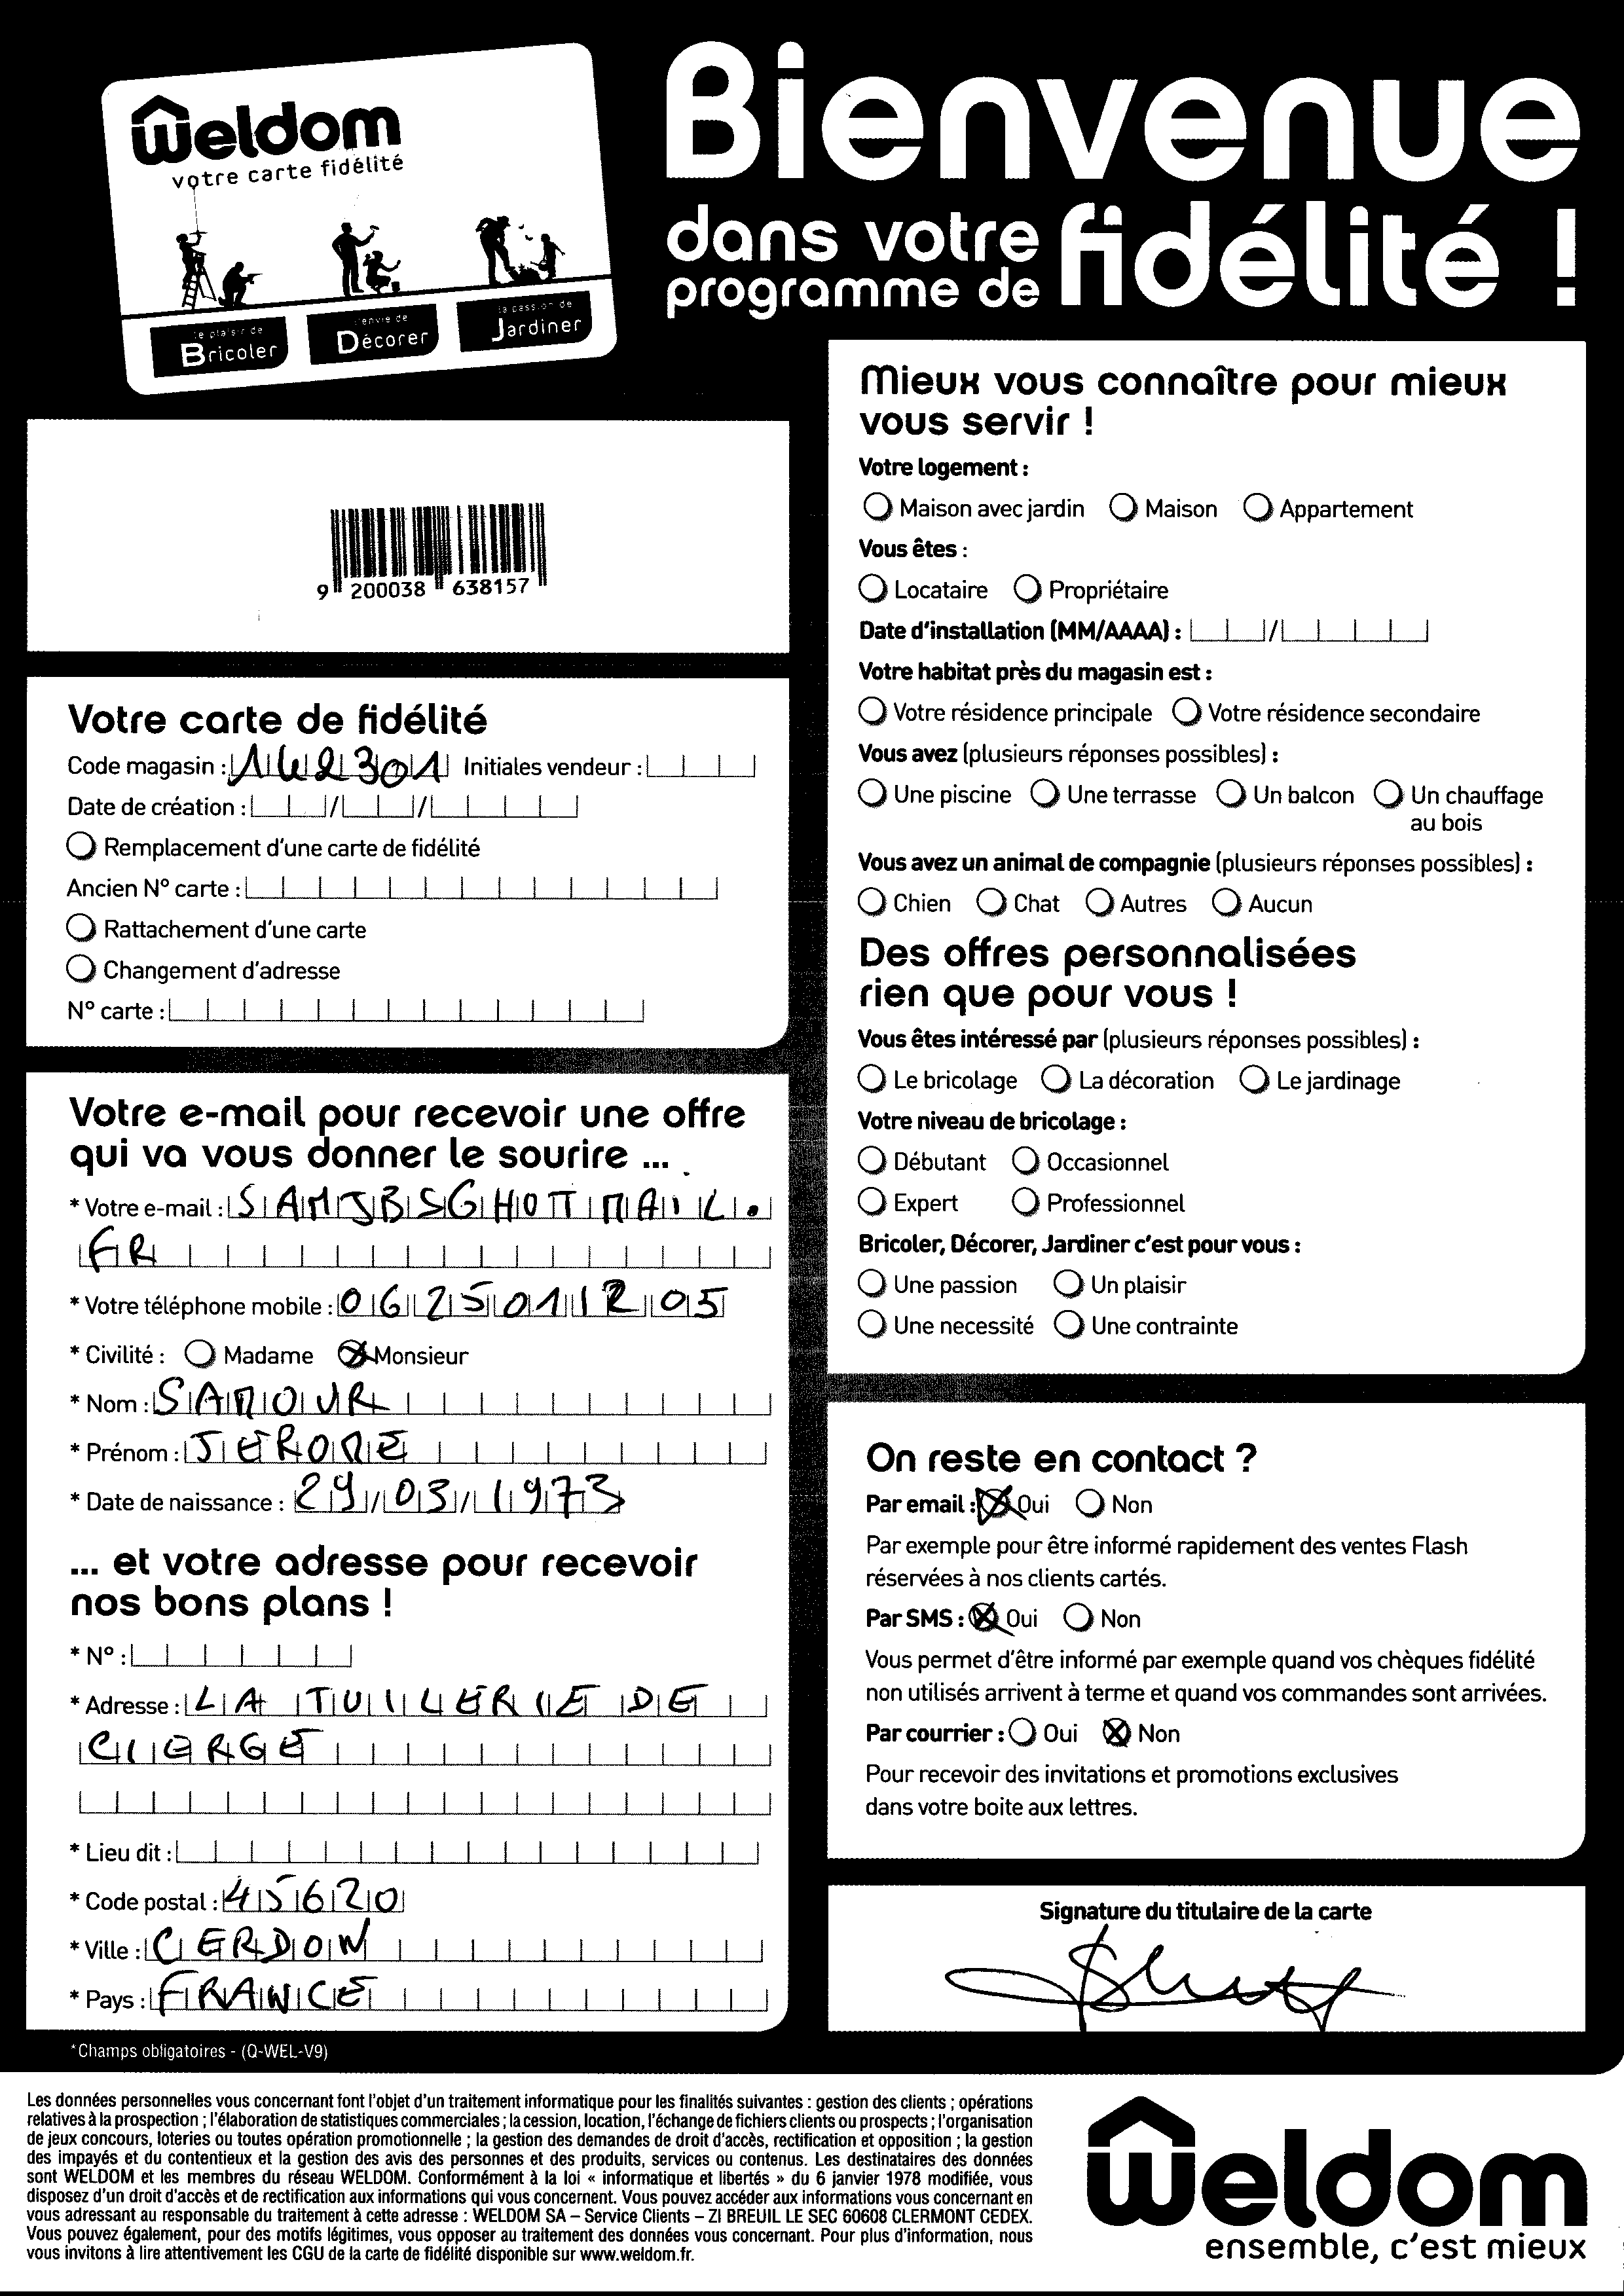 weldom
votre carte fidélité
le plaisir de
Bricoler
l'envie de
Décorer
la passion de
Jardiner
Bienvenue
dans votre
programme de fidélité !
9 200038 638157
Votre carte de fidélité
Code magasin : 142301 Initiales vendeur :
Date de création : / /
Remplacement d'une carte de fidélité
Ancien N° carte :
Rattachement d'une carte
Changement d'adresse
N° carte :
Votre e-mail pour recevoir une offre
qui va vous donner le sourire ...
* Votre e-mail : SAMJBSGHOTMAIL.
FR
* Votre téléphone mobile : 0625011205
* Civilité : Madame Monsieur
* Nom : SAMOUR
* Prénom : JEROME
* Date de naissance : 29/03/1973
... et votre adresse pour recevoir
nos bons plans !
* N° :
* Adresse : LA TUILLERIE DE
CIERGE
* Lieu dit :
* Code postal : 45620
* Ville : CERDON
* Pays : FRANCE
*Champs obligatoires - (Q-WEL-V9)
Mieux vous connaître pour mieux
vous servir !
Votre logement :
Maison avec jardin Maison Appartement
Vous êtes :
Locataire Propriétaire
Date d'installation (MM/AAAA) : /
Votre habitat près du magasin est :
Votre résidence principale Votre résidence secondaire
Vous avez (plusieurs réponses possibles) :
Une piscine Une terrasse Un balcon Un chauffage
au bois
Vous avez un animal de compagnie (plusieurs réponses possibles) :
Chien Chat Autres Aucun
Des offres personnalisées
rien que pour vous !
Vous êtes intéressé par (plusieurs réponses possibles) :
Le bricolage La décoration Le jardinage
Votre niveau de bricolage :
Débutant Occasionnel
Expert Professionnel
Bricoler, Décorer, Jardiner c'est pour vous :
Une passion Un plaisir
Une necessité Une contrainte
On reste en contact ?
Par email : Oui Non
Par exemple pour être informé rapidement des ventes Flash
réservées à nos clients cartés.
Par SMS : Oui Non
Vous permet d'être informé par exemple quand vos chèques fidélité
non utilisés arrivent à terme et quand vos commandes sont arrivées.
Par courrier : Oui Non
Pour recevoir des invitations et promotions exclusives
dans votre boite aux lettres.
Signature du titulaire de la carte
Les données personnelles vous concernant font l'objet d'un traitement informatique pour les finalités suivantes : gestion des clients ; opérations
relatives à la prospection ; l'élaboration de statistiques commerciales ; la cession, location, l'échange de fichiers clients ou prospects ; l'organisation
de jeux concours, loteries ou toutes opération promotionnelle ; la gestion des demandes de droit d'accès, rectification et opposition ; la gestion
des impayés et du contentieux et la gestion des avis des personnes et des produits, services ou contenus. Les destinataires des données
sont WELDOM et les membres du réseau WELDOM. Conformément à la loi « informatique et libertés » du 6 janvier 1978 modifiée, vous
disposez d'un droit d'accès et de rectification aux informations qui vous concernent. Vous pouvez accéder aux informations vous concernant en
vous adressant au responsable du traitement à cette adresse : WELDOM SA – Service Clients – ZI BREUIL LE SEC 60608 CLERMONT CEDEX.
Vous pouvez également, pour des motifs légitimes, vous opposer au traitement des données vous concernant. Pour plus d'information, nous
vous invitons à lire attentivement les CGU de la carte de fidélité disponible sur www.weldom.fr.
weldom
ensemble, c'est mieux